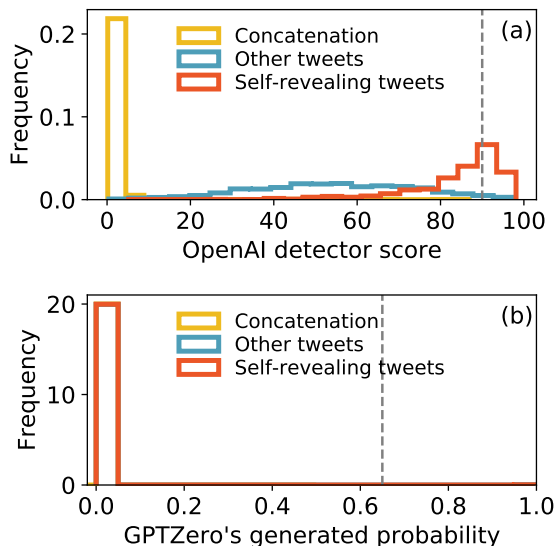 (a)
Concatenation
Other tweets
Self-revealing tweets
Frequency
0.2
0.1
0.0
0 20 40 60 80 100
OpenAI detector score
(b)
Concatenation
Other tweets
Self-revealing tweets
Frequency
20
10
0
0.0 0.2 0.4 0.6 0.8 1.0
GPTZero's generated probability